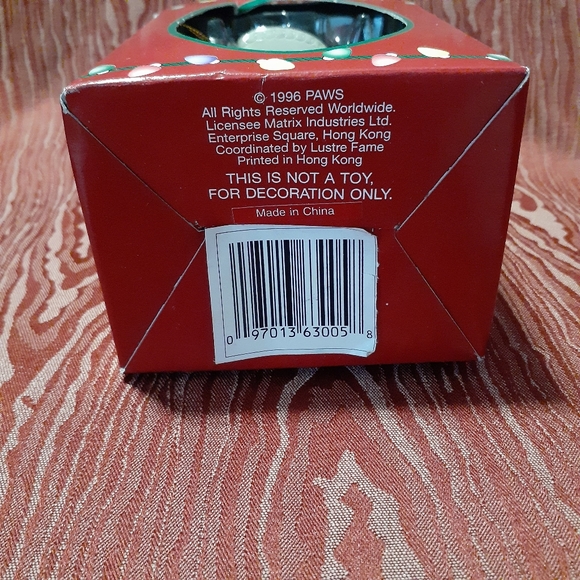 © 1996 PAWS
All Rights Reserved Worldwide.
Licensee Matrix Industries Ltd.
Enterprise Square, Hong Kong
Coordinated by Lustre Fame
Printed in Hong Kong
THIS IS NOT A TOY,
FOR DECORATION ONLY.
Made in China
0 97013 63005 8